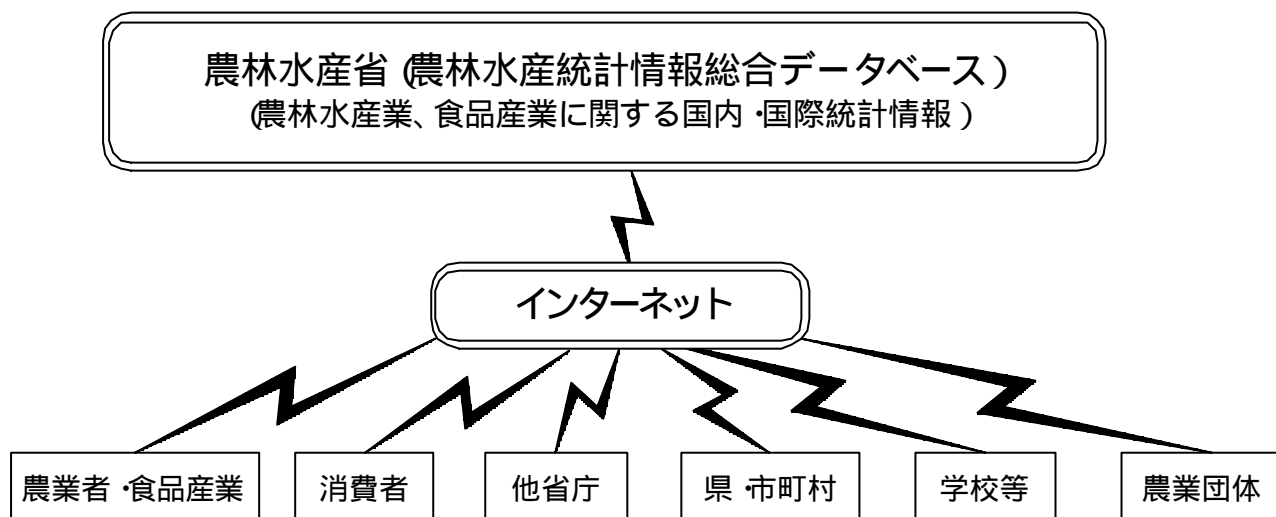 農林水産省(農林水産統計情報総合データベース)
(農林水産業、食品産業に関する国内・国際統計情報)
インターネット
農業者・食品産業
消費者
他省庁
県・市町村
学校等
農業団体